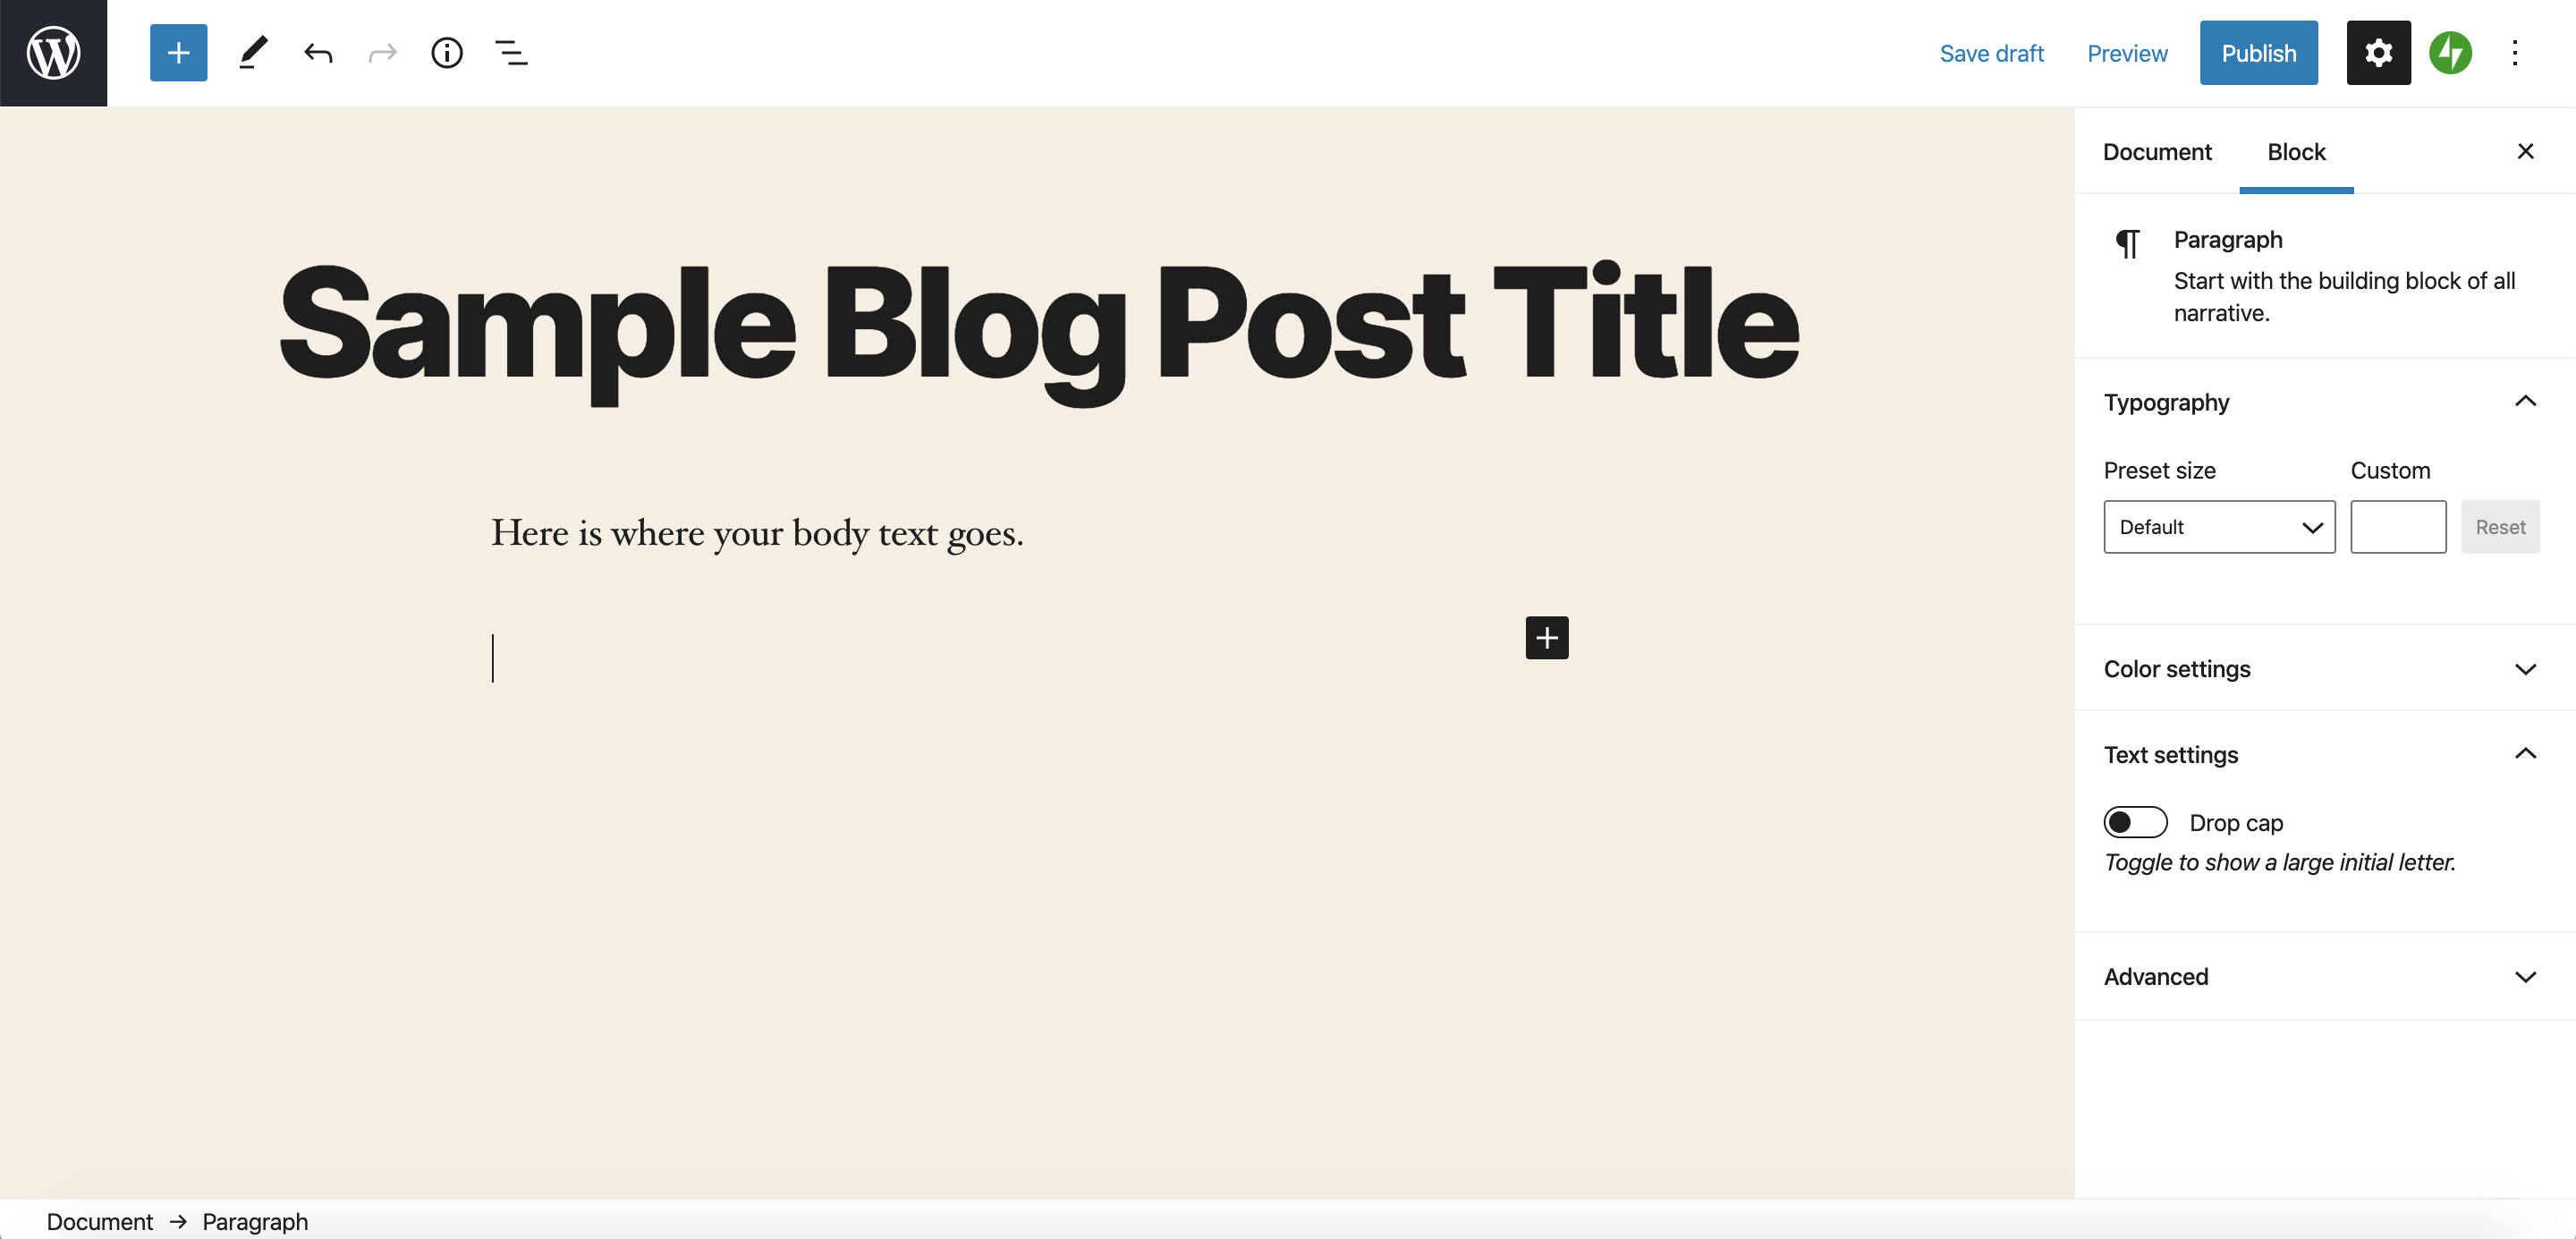 Save draft Preview Publish
Document Block
Paragraph
Start with the building block of all
narrative.
Sample Blog Post Title
Typography
Preset size Custom
Default Reset
Here is where your body text goes.
Color settings
Text settings
Drop cap
Toggle to show a large initial letter.
Advanced
Document → Paragraph